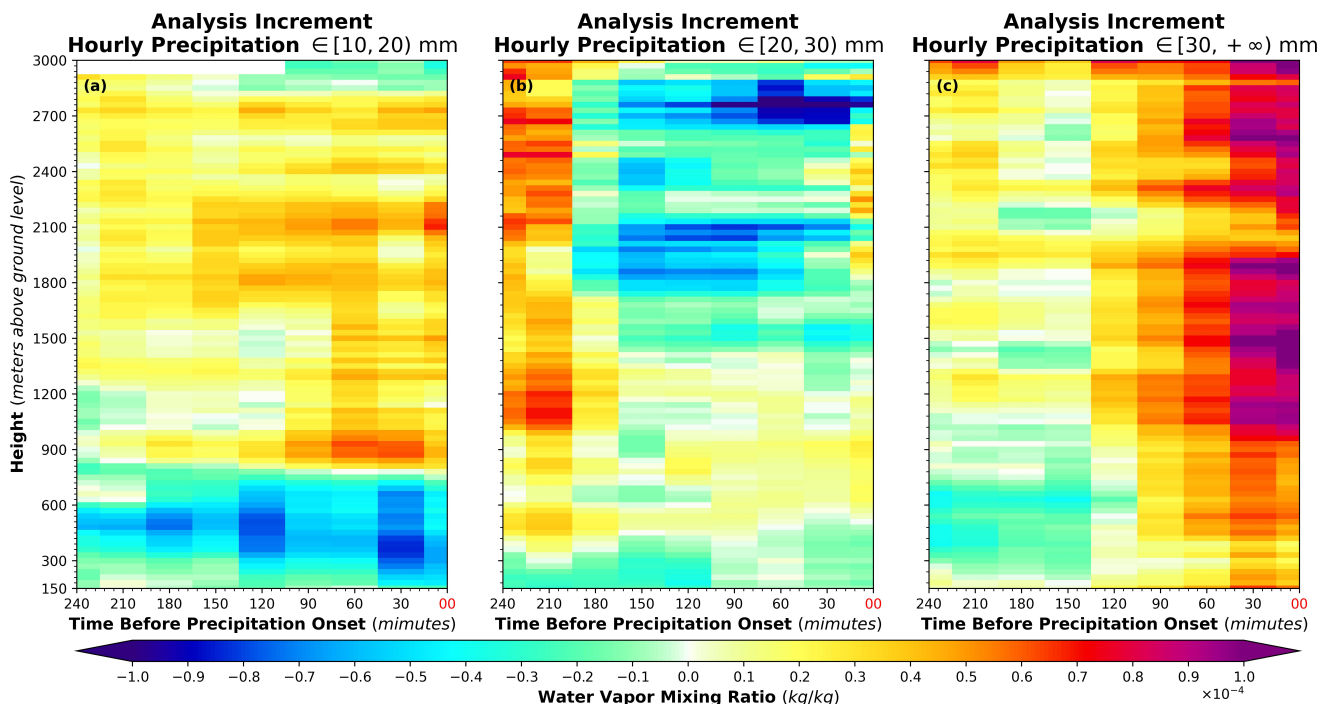 Analysis Increment
Hourly Precipitation ∈[10, 20) mm
Analysis Increment
Hourly Precipitation ∈[20, 30) mm
Analysis Increment
Hourly Precipitation ∈[30, +∞) mm
(a)
(b)
(c)
Height (meters above ground level)
3000
2700
2400
2100
1800
1500
1200
900
600
300
150
240 210 180 150 120 90 60 30 00
240 210 180 150 120 90 60 30 00
240 210 180 150 120 90 60 30 00
Time Before Precipitation Onset (mimutes)
Time Before Precipitation Onset (mimutes)
Time Before Precipitation Onset (mimutes)
−1.0 −0.9 −0.8 −0.7 −0.6 −0.5 −0.4 −0.3 −0.2 −0.1 0.0 0.1 0.2 0.3 0.4 0.5 0.6 0.7 0.8 0.9 1.0
×10−4
Water Vapor Mixing Ratio (kg/kg)